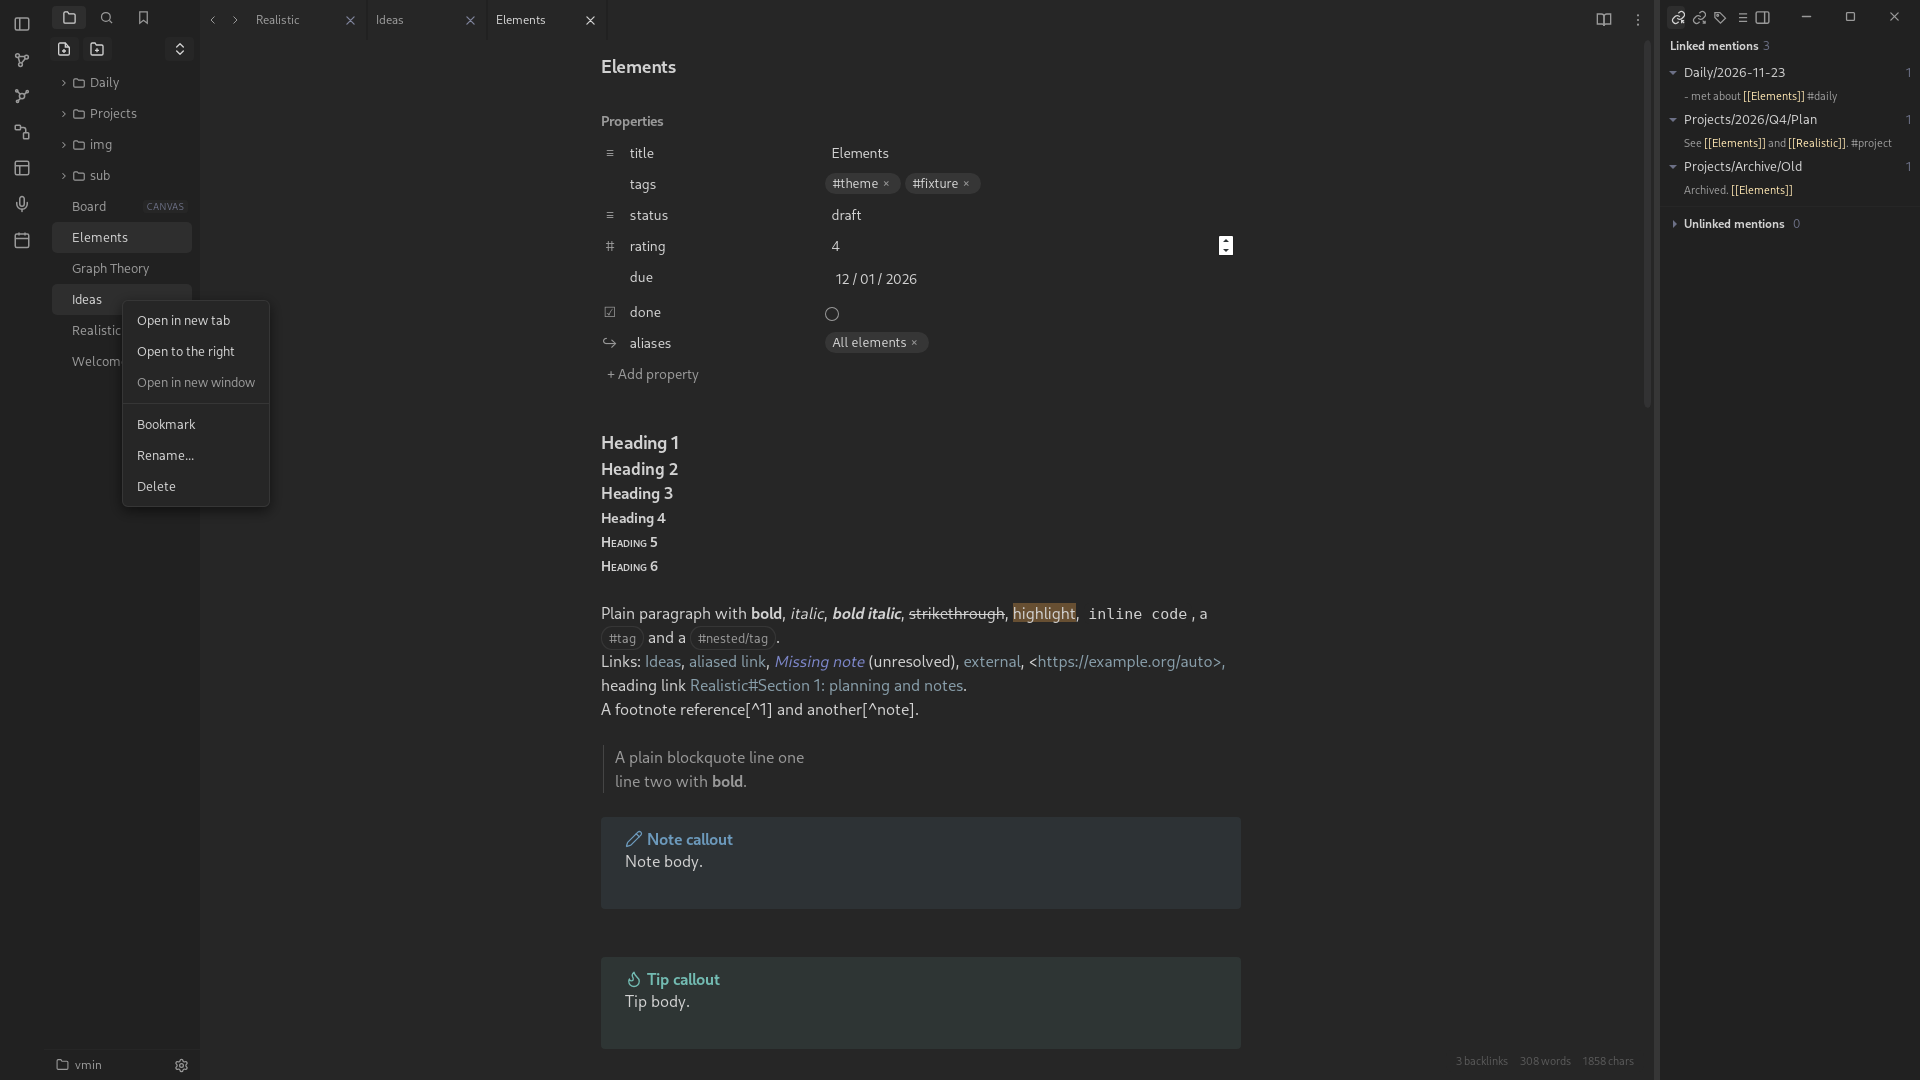 Realistic
Ideas
Elements
Daily
Projects
img
sub
Board CANVAS
Elements
Graph Theory
Ideas
Realistic
Welcom
Open in new tab
Open to the right
Open in new window
Bookmark
Rename...
Delete
vmin
Elements
Properties
title Elements
tags #theme × #fixture ×
status draft
rating 4
due 12/01/2026
done
aliases All elements ×
+ Add property
Heading 1
Heading 2
Heading 3
Heading 4
Heading 5
Heading 6
Plain paragraph with bold, italic, bold italic, strikethrough, highlight, inline code, a
#tag and a #nested/tag.
Links: Ideas, aliased link, Missing note (unresolved), external, <https://example.org/auto>,
heading link Realistic#Section 1: planning and notes.
A footnote reference[^1] and another[^note].
A plain blockquote line one
line two with bold.
Note callout
Note body.
Tip callout
Tip body.
3 backlinks 308 words 1858 chars
Linked mentions 3
Daily/2026-11-23 1
- met about [[Elements]] #daily
Projects/2026/Q4/Plan 1
See [[Elements]] and [[Realistic]]. #project
Projects/Archive/Old 1
Archived. [[Elements]]
Unlinked mentions 0